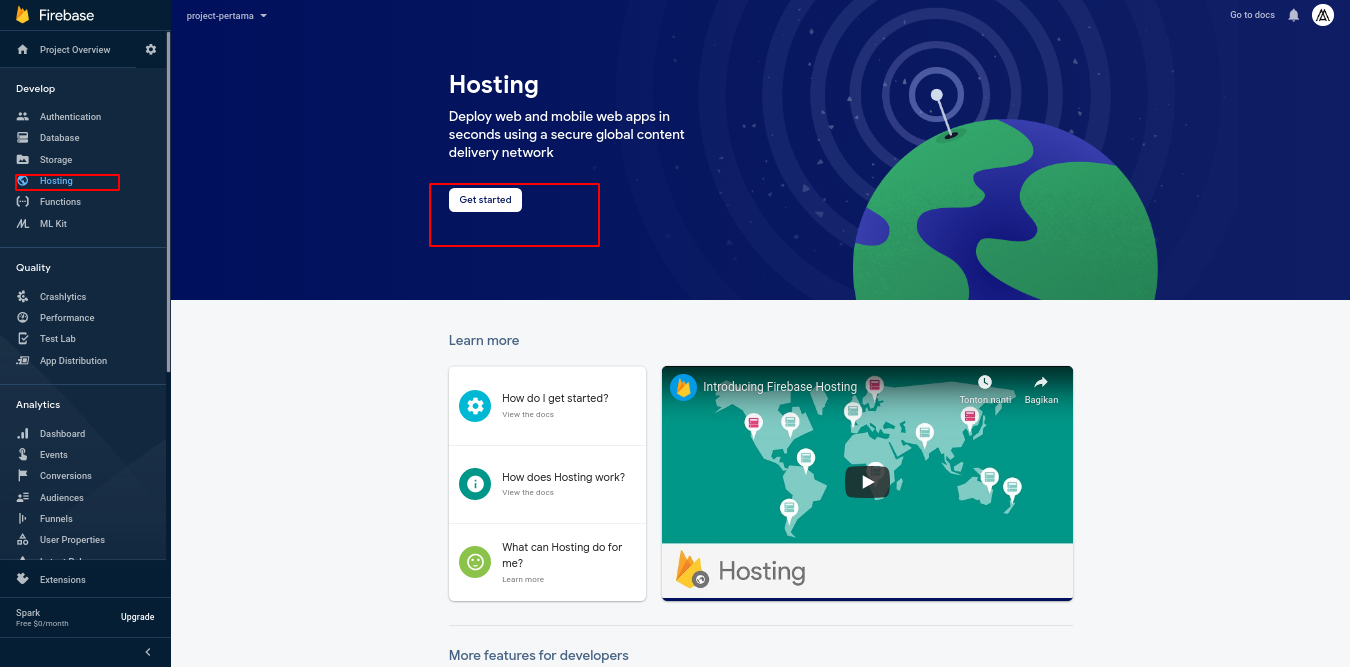 Firebase
Project Overview
Develop
Authentication
Database
Storage
Hosting
Functions
ML Kit
Quality
Crashlytics
Performance
Test Lab
App Distribution
Analytics
Dashboard
Events
Conversions
Audiences
Funnels
User Properties
Extensions
Spark
Free $0/month
Upgrade
project-pertama
Go to docs
Hosting
Deploy web and mobile web apps in
seconds using a secure global content
delivery network
Get started
Learn more
How do I get started?
View the docs
How does Hosting work?
View the docs
What can Hosting do for
me?
Learn more
Introducing Firebase Hosting
Tonton nanti
Bagikan
Hosting
More features for developers